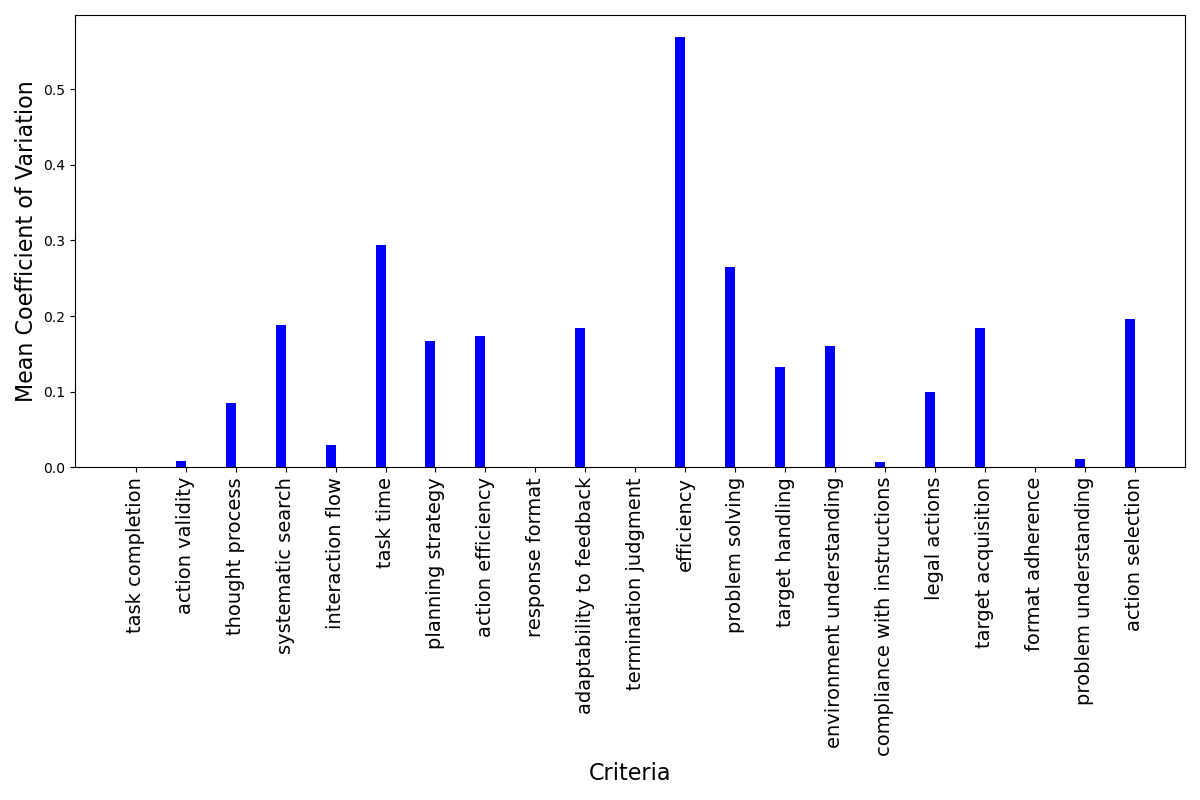 Mean Coefficient of Variation
0.5
0.4
0.3
0.2
0.1
0.0
task completion
action validity
thought process
systematic search
interaction flow
task time
planning strategy
action efficiency
response format
adaptability to feedback
termination judgment
efficiency
problem solving
target handling
environment understanding
compliance with instructions
legal actions
target acquisition
format adherence
problem understanding
action selection
Criteria